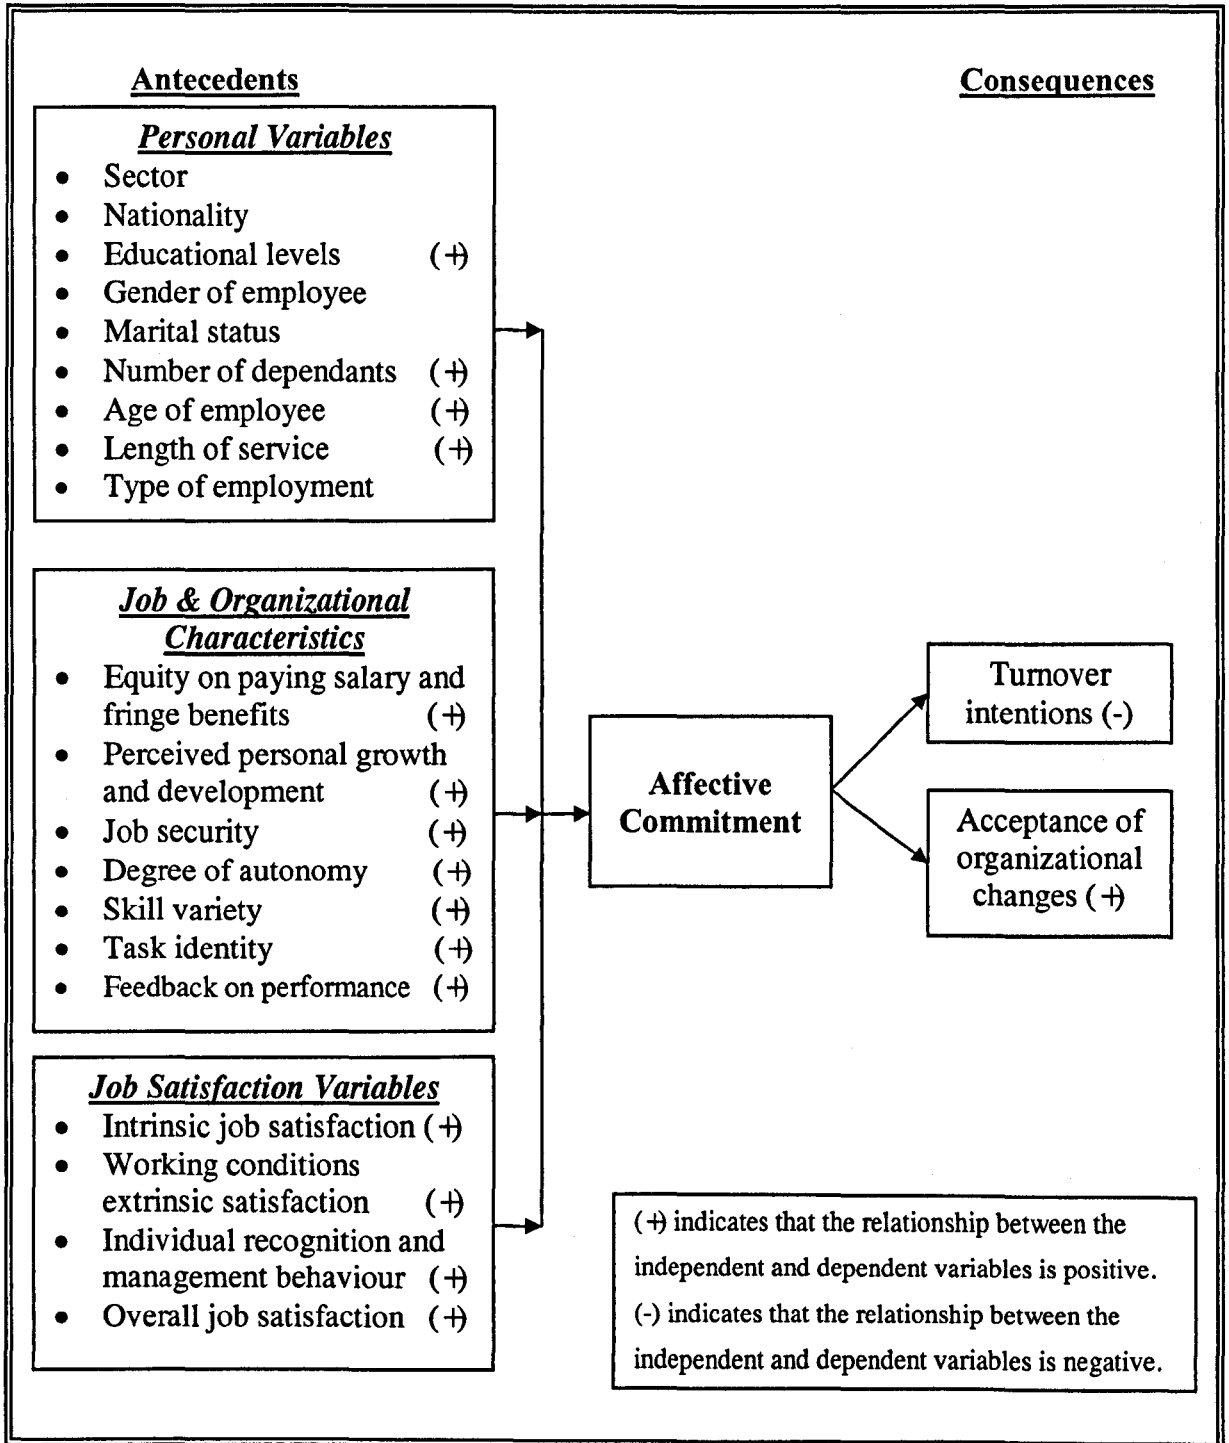 Antecedents
Consequences
Personal Variables
• Sector
• Nationality
• Educational levels (+)
• Gender of employee
• Marital status
• Number of dependants (+)
• Age of employee (+)
• Length of service (+)
• Type of employment
Job & Organizational
Characteristics
• Equity on paying salary and
fringe benefits (+)
• Perceived personal growth
and development (+)
• Job security (+)
• Degree of autonomy (+)
• Skill variety (+)
• Task identity (+)
• Feedback on performance (+)
Job Satisfaction Variables
• Intrinsic job satisfaction (+)
• Working conditions
extrinsic satisfaction (+)
• Individual recognition and
management behaviour (+)
• Overall job satisfaction (+)
Affective
Commitment
Turnover
intentions (-)
Acceptance of
organizational
changes (+)
(+) indicates that the relationship between the
independent and dependent variables is positive.
(-) indicates that the relationship between the
independent and dependent variables is negative.